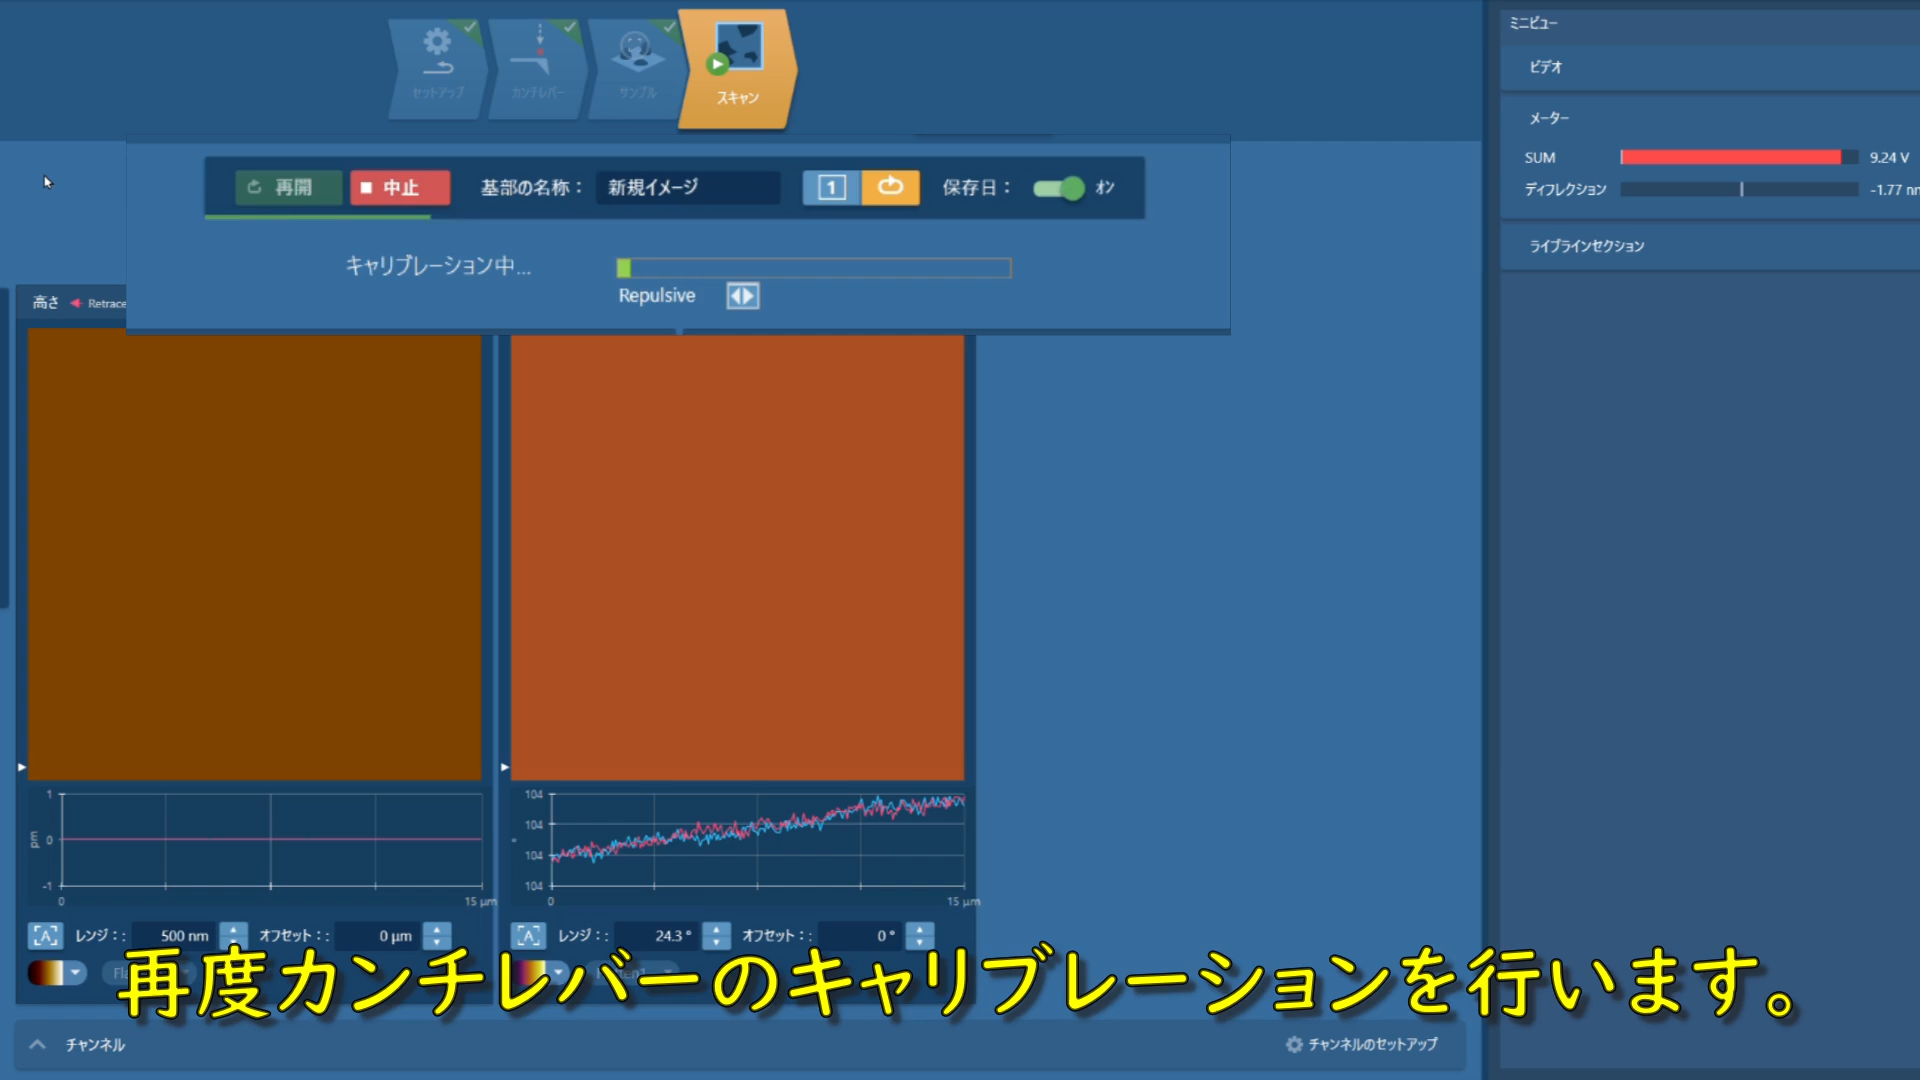 セットアップ
カンチレバー
サンプル
スキャン
ミニビュー
ビデオ
メーター
SUM 9.24 V
ディフレクション -1.77 nm
ライブラインセクション
再開 中止 基部の名称： 新規イメージ 1 保存日： オン
キャリブレーション中...
Repulsive
高さ Retrace
1
0
-1
pm
0 15 µm
104
104
104
104
°
0 15 µm
[A] レンジ：: 500 nm オフセット：: 0 µm
[A] レンジ：: 24.3 ° オフセット：: 0 °
再度カンチレバーのキャリブレーションを行います。
チャンネル
チャンネルのセットアップ